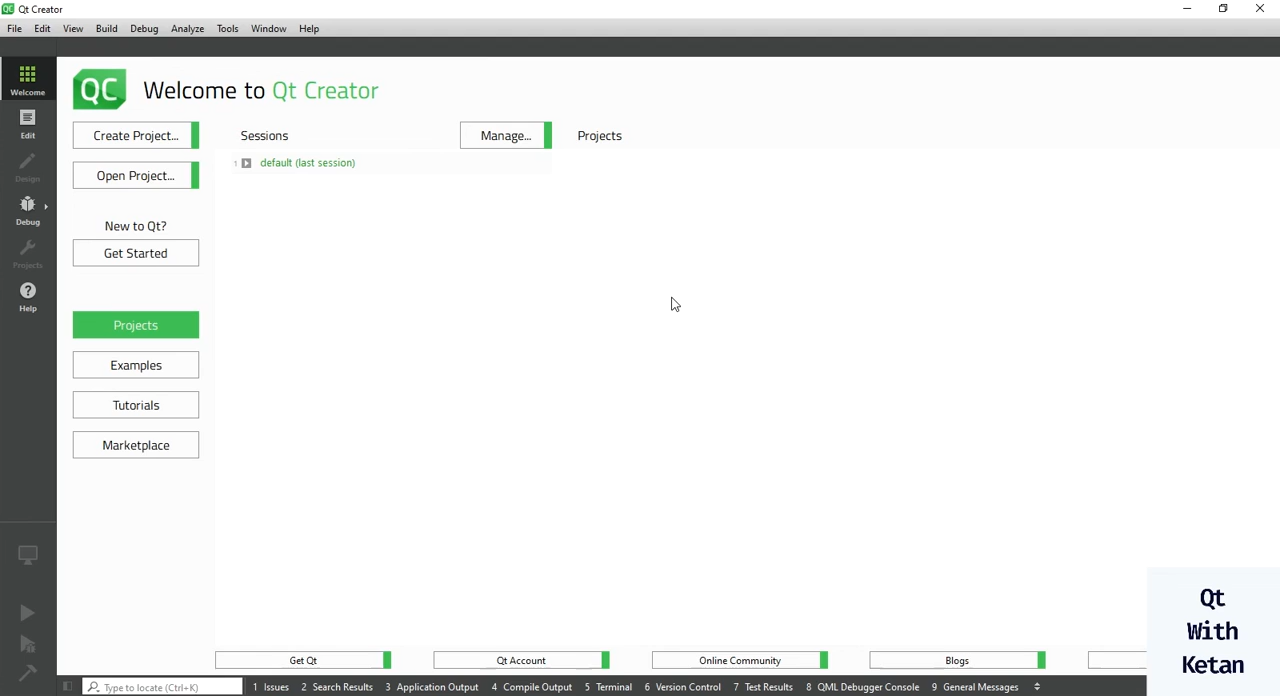 Qt Creator
File Edit View Build Debug Analyze Tools Window Help
Welcome
Edit
Design
Debug
Projects
Help
QC Welcome to Qt Creator
Create Project...
Open Project...
New to Qt?
Get Started
Projects
Examples
Tutorials
Marketplace
Sessions
Manage...
1 default (last session)
Projects
Get Qt
Qt Account
Online Community
Blogs
Type to locate (Ctrl+K)
1 Issues 2 Search Results 3 Application Output 4 Compile Output 5 Terminal 6 Version Control 7 Test Results 8 QML Debugger Console 9 General Messages
Qt
With
Ketan